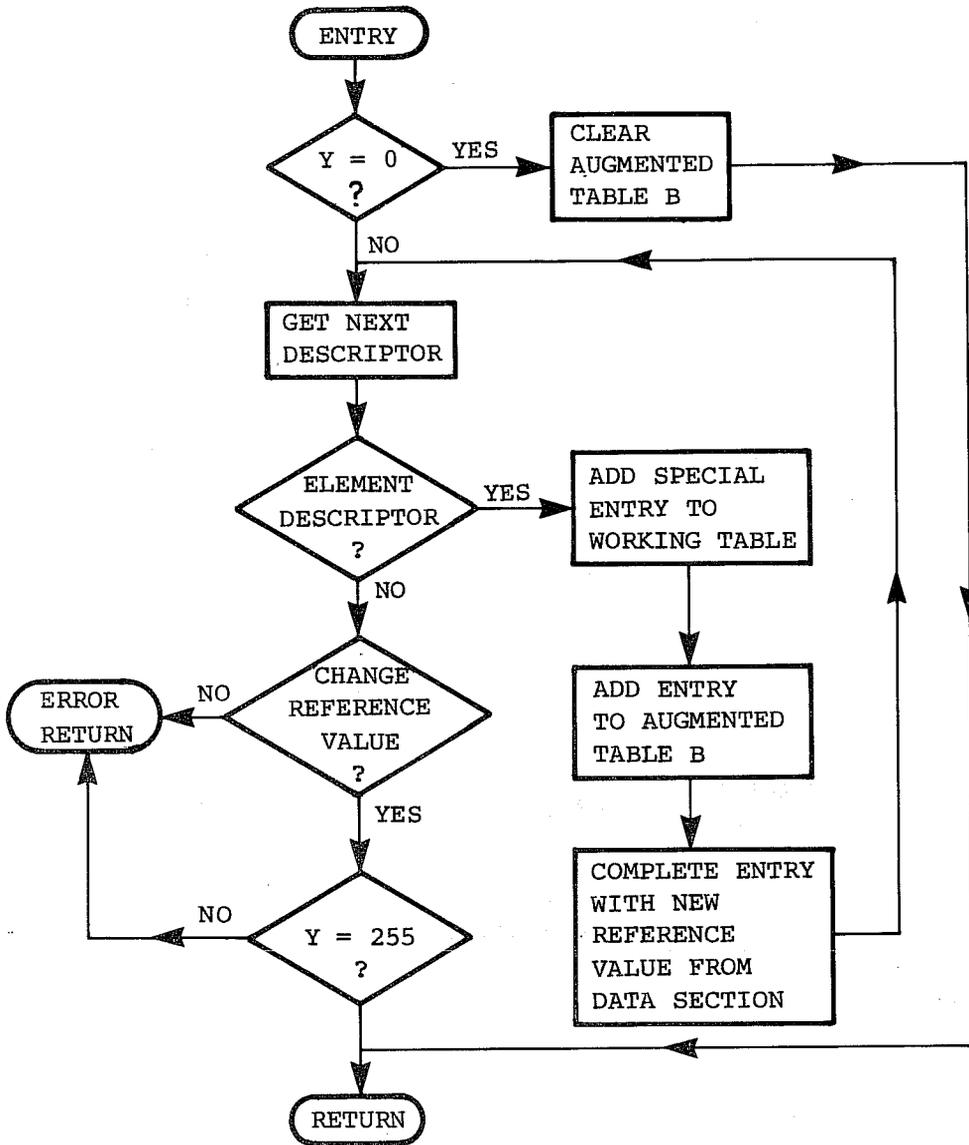 ENTRY
Y = 0
?
YES
CLEAR
AUGMENTED
TABLE B
NO
GET NEXT
DESCRIPTOR
ELEMENT
DESCRIPTOR
?
YES
ADD SPECIAL
ENTRY TO
WORKING TABLE
NO
CHANGE
REFERENCE
VALUE
?
NO
ERROR
RETURN
ADD ENTRY
TO AUGMENTED
TABLE B
YES
COMPLETE ENTRY
WITH NEW
REFERENCE
VALUE FROM
DATA SECTION
Y = 255
?
NO
RETURN